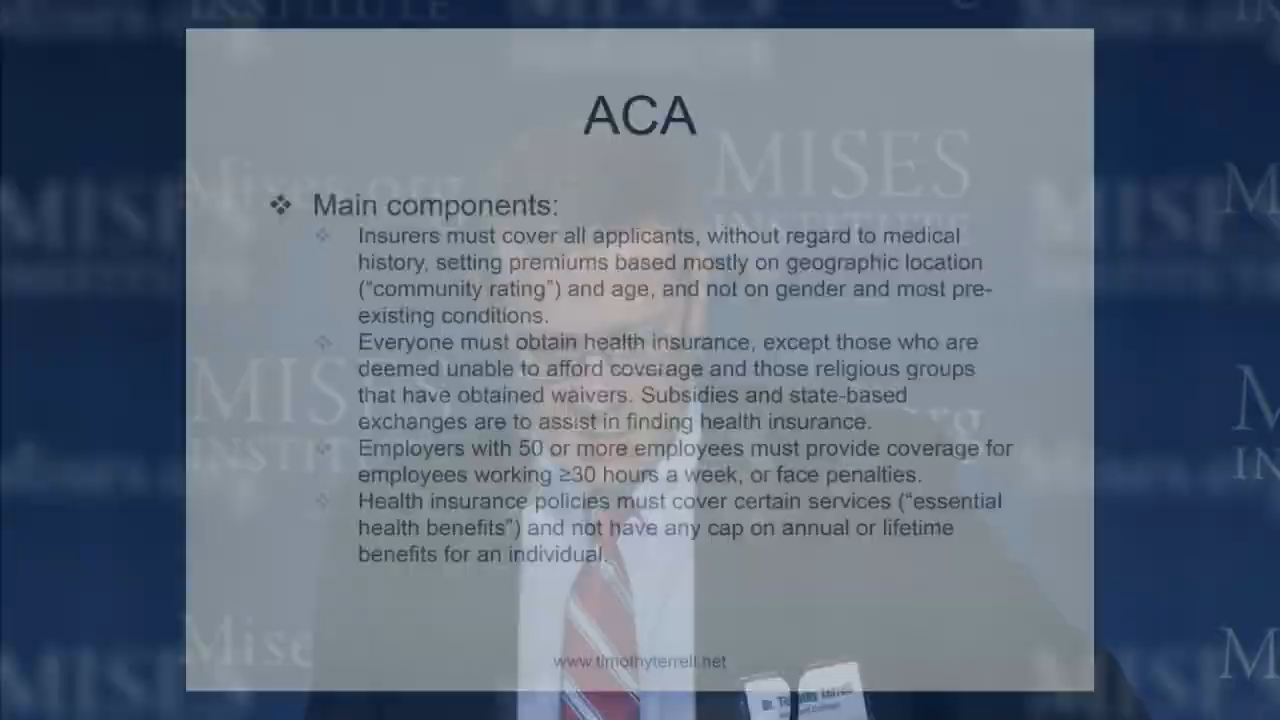 ACA
❖ Main components:
Insurers must cover all applicants, without regard to medical
history, setting premiums based mostly on geographic location
(“community rating”) and age, and not on gender and most pre-
existing conditions.
Everyone must obtain health insurance, except those who are
deemed unable to afford coverage and those religious groups
that have obtained waivers. Subsidies and state-based
exchanges are to assist in finding health insurance.
Employers with 50 or more employees must provide coverage for
employees working ≥30 hours a week, or face penalties.
Health insurance policies must cover certain services (“essential
health benefits”) and not have any cap on annual or lifetime
benefits for an individual.
www.timothyterrell.net
MISES
INSTITUTE
Mises.org
MISES